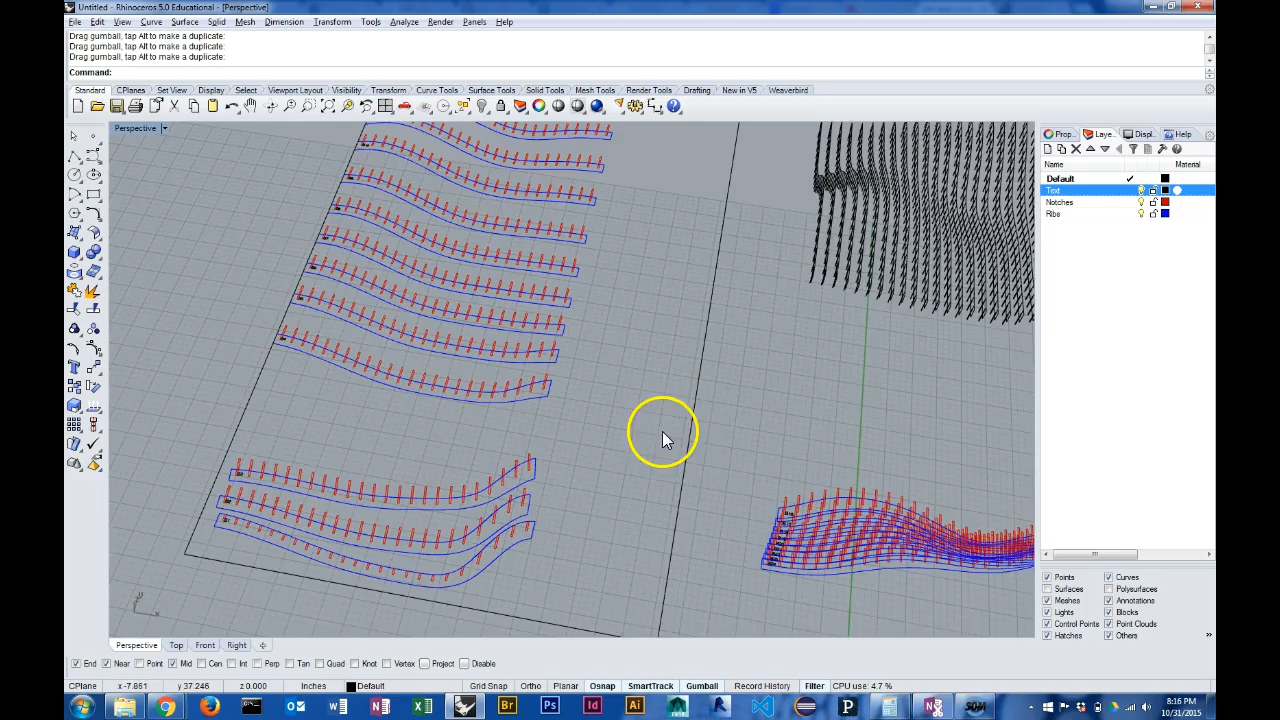 Untitled - Rhinoceros 5.0 Educational - [Perspective]
File Edit View Curve Surface Solid Mesh Dimension Transform Tools Analyze Render Panels Help
Drag gumball, tap Alt to make a duplicate:
Drag gumball, tap Alt to make a duplicate:
Drag gumball, tap Alt to make a duplicate:
Command:
Standard CPlanes Set View Display Select Viewport Layout Visibility Transform Curve Tools Surface Tools Solid Tools Mesh Tools Render Tools Drafting New in V5 Weaverbird
Perspective
Prop... Laye... Displ... Help
Name Material
Default
Text
Notches
Ribs
Points Curves
Surfaces Polysurfaces
Meshes Annotations
Lights Blocks
Control Points Point Clouds
Hatches Others
x
Perspective Top Front Right
End Near Point Mid Cen Int Perp Tan Quad Knot Vertex Project Disable
CPlane x -7.861 y 37.246 z 0.000 Inches Default Grid Snap Ortho Planar Osnap SmartTrack Gumball Record History Filter CPU use: 4.7 %
Br Ps Id Ai P
8:16 PM
10/31/2015